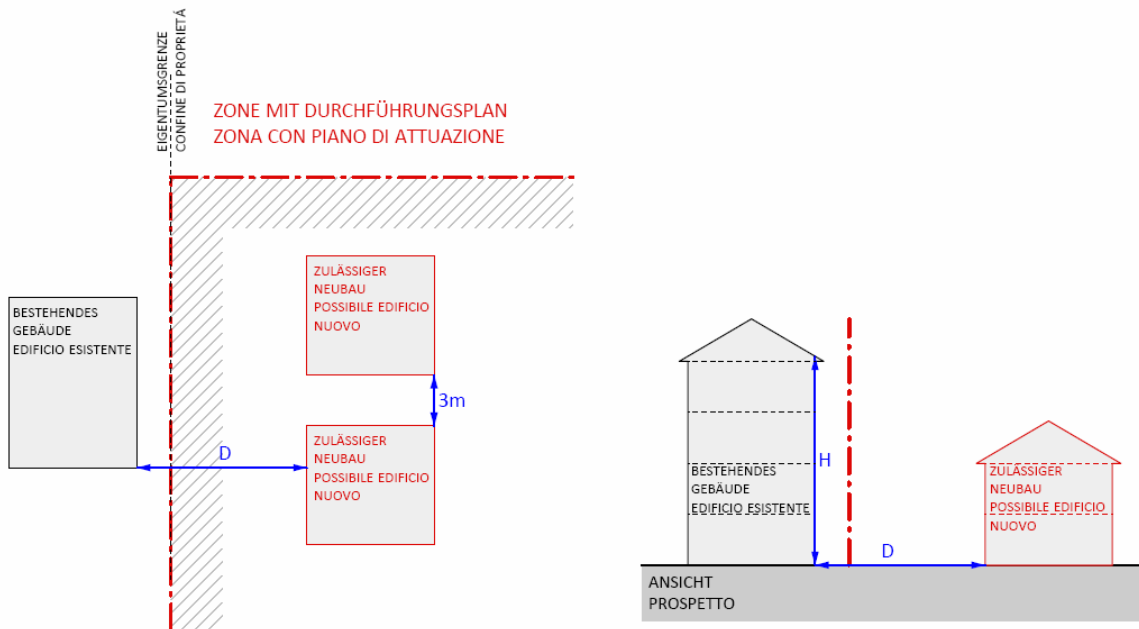 EIGENTUMSGRENZE
CONFINE DI PROPRIETÁ
ZONE MIT DURCHFÜHRUNGSPLAN
ZONA CON PIANO DI ATTUAZIONE
BESTEHENDES
GEBÄUDE
EDIFICIO ESISTENTE
ZULÄSSIGER
NEUBAU
POSSIBILE EDIFICIO
NUOVO
3m
ZULÄSSIGER
NEUBAU
POSSIBILE EDIFICIO
NUOVO
D
BESTEHENDES
GEBÄUDE
EDIFICIO ESISTENTE
H
ZULÄSSIGER
NEUBAU
POSSIBILE EDIFICIO
NUOVO
D
ANSICHT
PROSPETTO